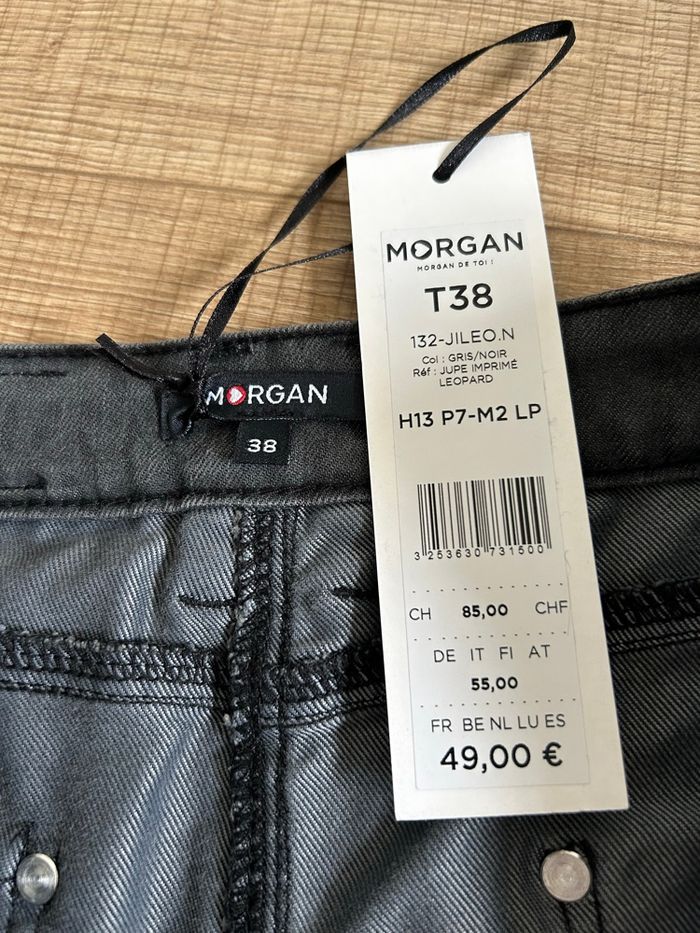 MORGAN
MORGAN DE TOI !
T38
132-JILEO.N
Col : GRIS/NOIR
Réf : JUPE IMPRIMÉ
LEOPARD
H13 P7-M2 LP
3 253630 731500
CH 85,00 CHF
DE IT FI AT
55,00
FR BE NL LU ES
49,00 €
MORGAN
38